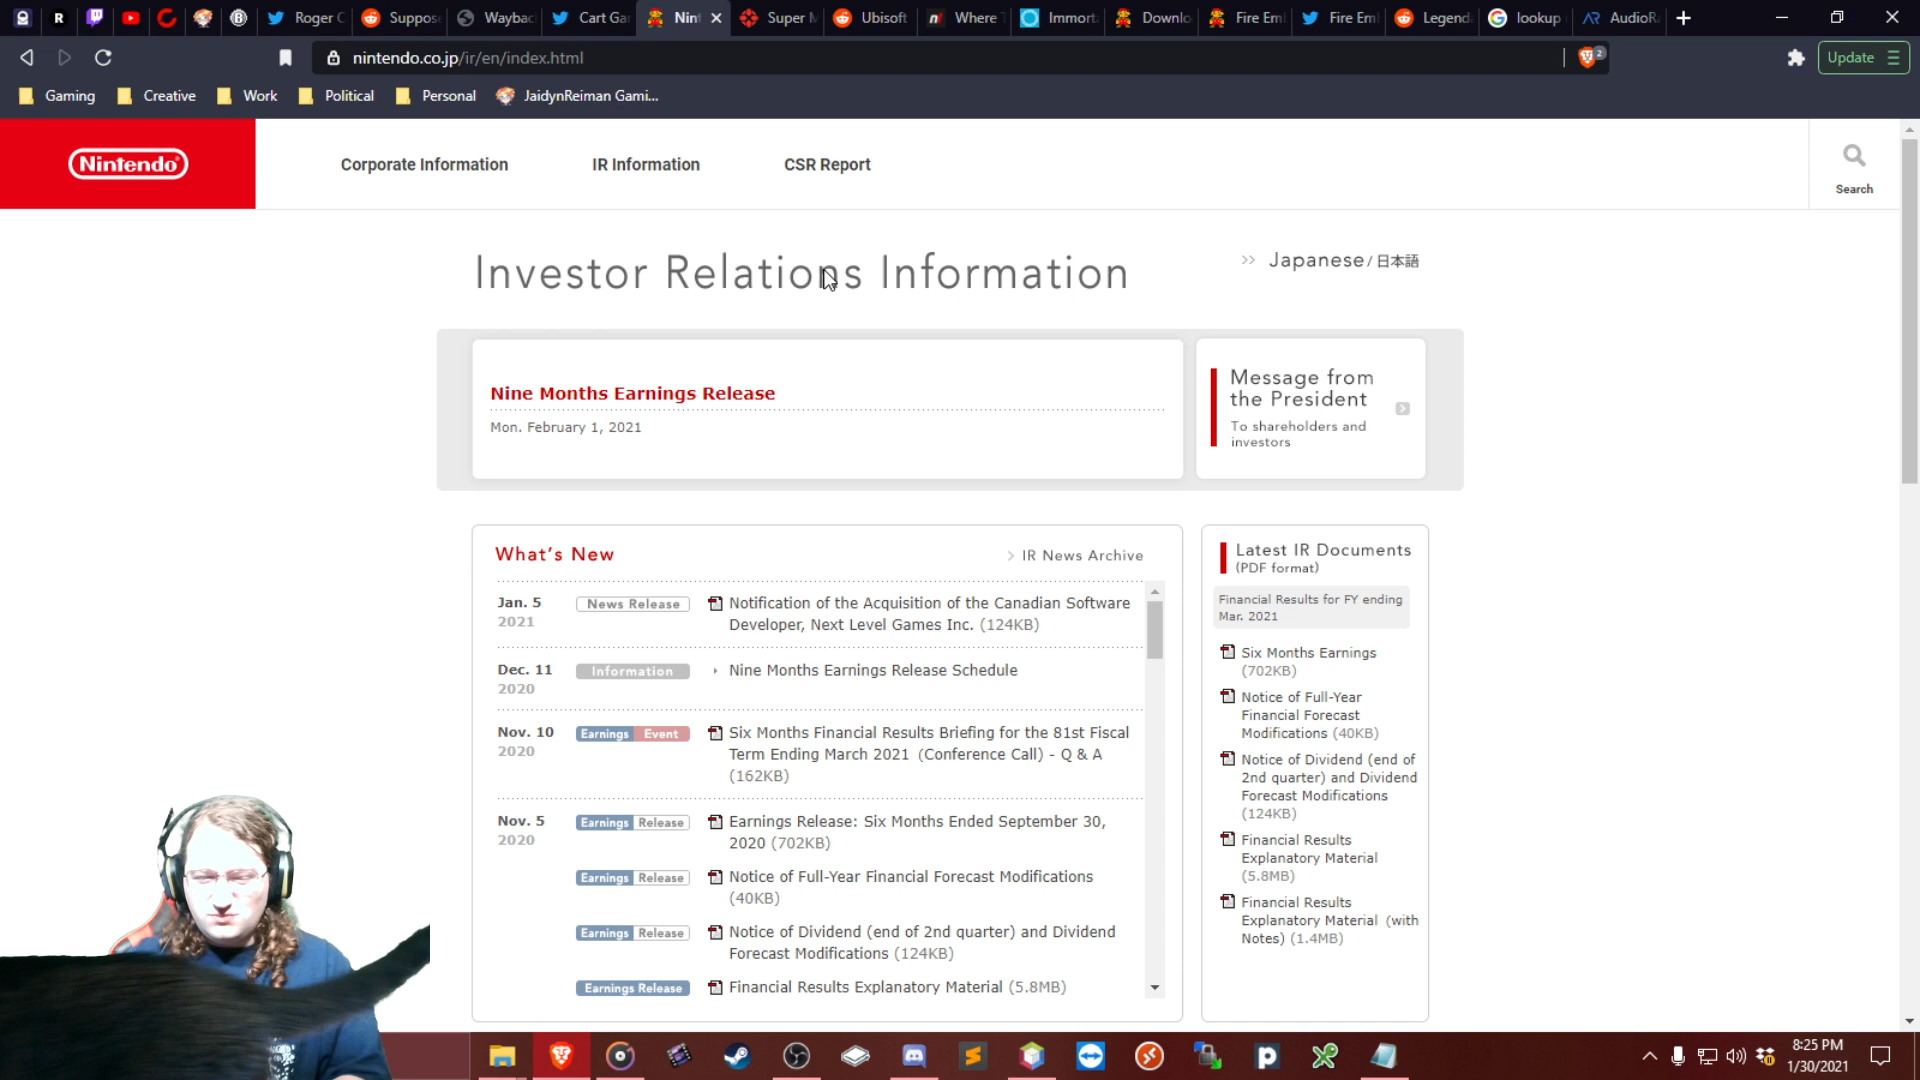 Roger C
Suppos
Waybac
Cart Ga
Nint
Super M
Ubisoft
Where T
Immort
Downlo
Fire Em
Fire Em
Legend
lookup
AudioR
nintendo.co.jp/ir/en/index.html
2
Update
Gaming
Creative
Work
Political
Personal
JaidynReiman Gami...
Nintendo
Corporate Information
IR Information
CSR Report
Search
Investor Relations Information
Japanese/日本語
Nine Months Earnings Release
Mon. February 1, 2021
Message from
the President
To shareholders and
investors
What's New
IR News Archive
Jan. 5
2021
News Release
Notification of the Acquisition of the Canadian Software
Developer, Next Level Games Inc. (124KB)
Dec. 11
2020
Information
Nine Months Earnings Release Schedule
Nov. 10
2020
Earnings Event
Six Months Financial Results Briefing for the 81st Fiscal
Term Ending March 2021 (Conference Call) - Q & A
(162KB)
Nov. 5
2020
Earnings Release
Earnings Release: Six Months Ended September 30,
2020 (702KB)
Earnings Release
Notice of Full-Year Financial Forecast Modifications
(40KB)
Earnings Release
Notice of Dividend (end of 2nd quarter) and Dividend
Forecast Modifications (124KB)
Earnings Release
Financial Results Explanatory Material (5.8MB)
Latest IR Documents
(PDF format)
Financial Results for FY ending
Mar. 2021
Six Months Earnings
(702KB)
Notice of Full-Year
Financial Forecast
Modifications (40KB)
Notice of Dividend (end of
2nd quarter) and Dividend
Forecast Modifications
(124KB)
Financial Results
Explanatory Material
(5.8MB)
Financial Results
Explanatory Material (with
Notes) (1.4MB)
8:25 PM
1/30/2021